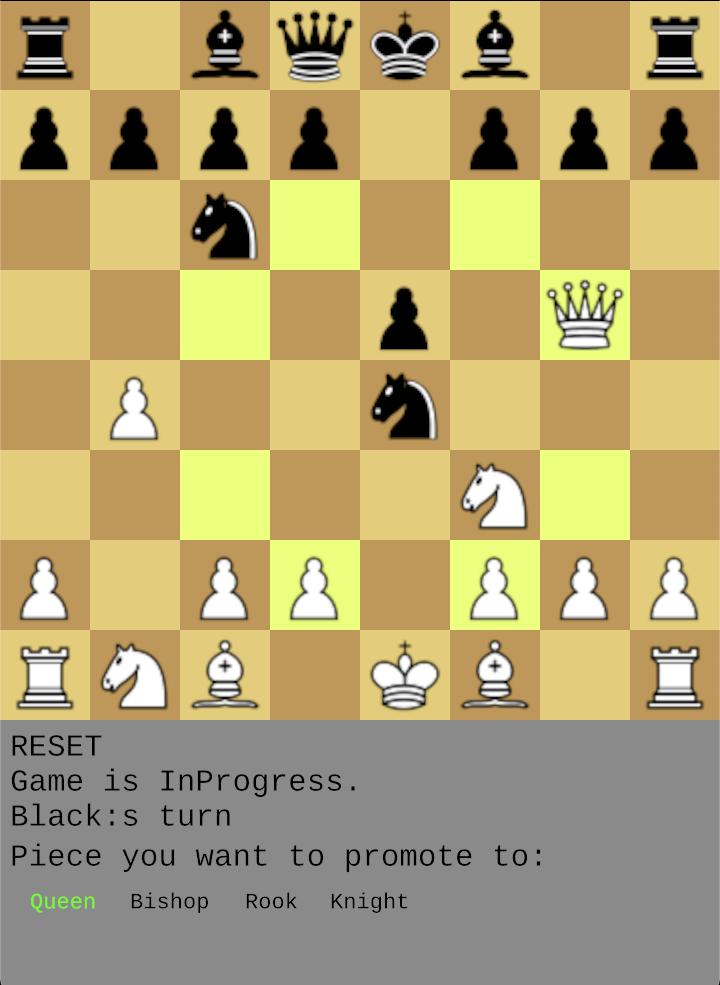 RESET
Game is InProgress.
Black:s turn
Piece you want to promote to:
Queen Bishop Rook Knight